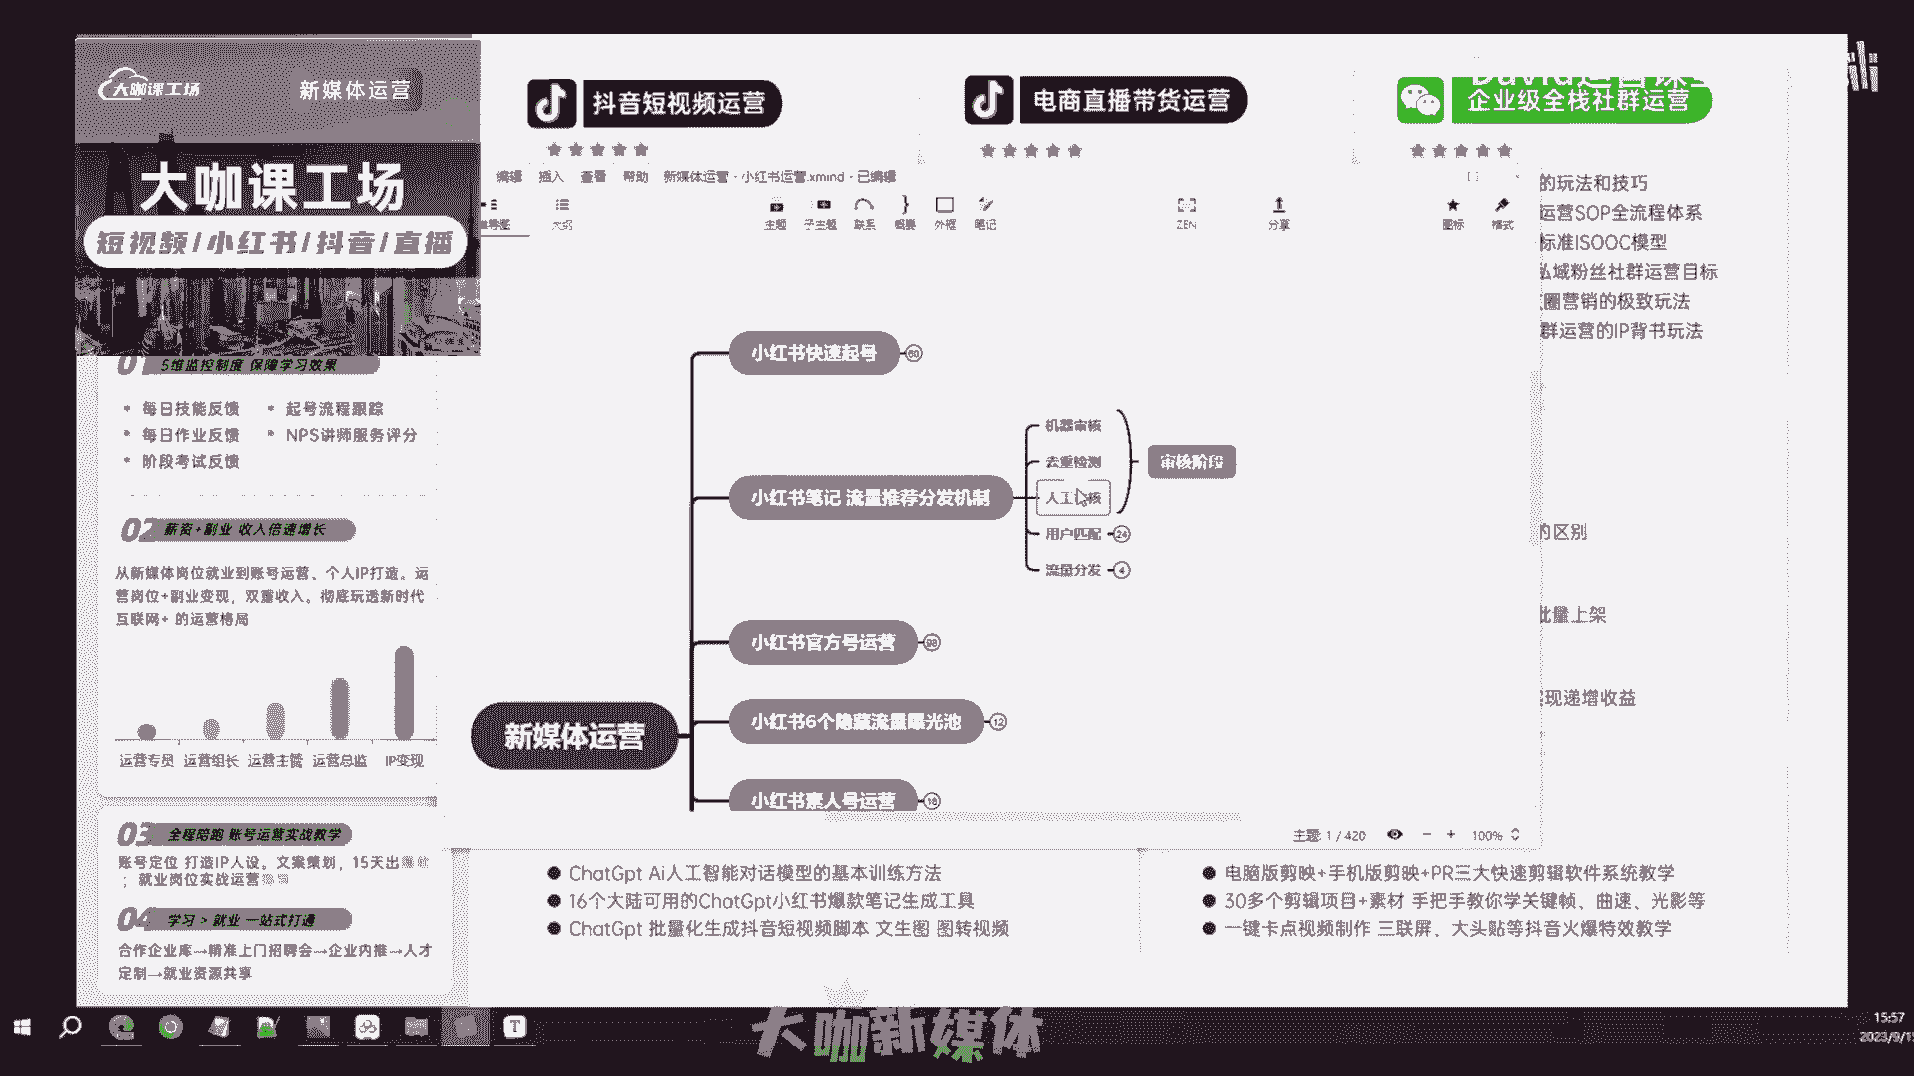 大咖课工场
新媒体运营
大咖课工场
短视频/小红书/抖音/直播
01 5维监控制度 保障学习效果
每日技能反馈
起号流程跟踪
每日作业反馈
NPS讲师服务评分
阶段考试反馈
02 薪资+副业 收入倍速增长
从新媒体岗位就业到账号运营、个人IP打造。运
营岗位+副业变现，双重收入。彻底玩透新时代
互联网+ 的运营格局
运营专员 运营组长 运营主管 运营总监 IP变现
03 全程陪跑 账号运营实战教学
账号定位 打造IP人设。文案策划，15天出
；就业岗位实战运营
04 学习 > 就业 一站式打通
合作企业库→精准上门招聘会→企业内推→人才
定制→就业资源共享
抖音短视频运营
电商直播带货运营
企业级全栈社群运营
编辑 插入 查看 帮助 新媒体运营 - 小红书运营.xmind - 已编辑
大纲 主题 子主题 联系 概要 外框 笔记 ZEN 分享 图标 格式
新媒体运营
小红书快速起号 60
小红书笔记 流量推荐分发机制
机器审核
去重检测
人工 核
用户匹配 24
流量分发 4
审核阶段
小红书官方号运营 98
小红书6个隐藏流量曝光池 12
小红书素人号运营 16
主题: 1 / 420 100%
的玩法和技巧
运营SOP全流程体系
标准ISOOC模型
私域粉丝社群运营目标
圈营销的极致玩法
群运营的IP背书玩法
的区别
批量上架
现递增收益
ChatGpt Ai人工智能对话模型的基本训练方法
16个大陆可用的ChatGpt小红书爆款笔记生成工具
ChatGpt 批量化生成抖音短视频脚本 文生图 图转视频
电脑版剪映+手机版剪映+PR三大快速剪辑软件系统教学
30多个剪辑项目+素材 手把手教你学关键帧、曲速、光影等
一键卡点视频制作 三联屏、大头贴等抖音火爆特效教学
大咖新媒体
15:57
2023/9/1